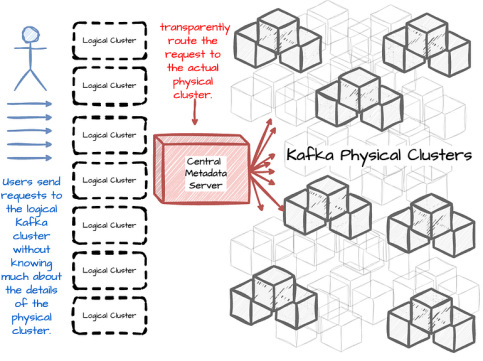 Logical Cluster
Logical Cluster
Logical Cluster
Logical Cluster
Logical Cluster
Logical Cluster
Logical Cluster
transparently
route the
request to
the actual
physical
cluster.
Central
Metadata
Server
Kafka Physical Clusters
Users send
requests to
the logical
Kafka
cluster
without
knowing
much about
the details
of the
physical
cluster.